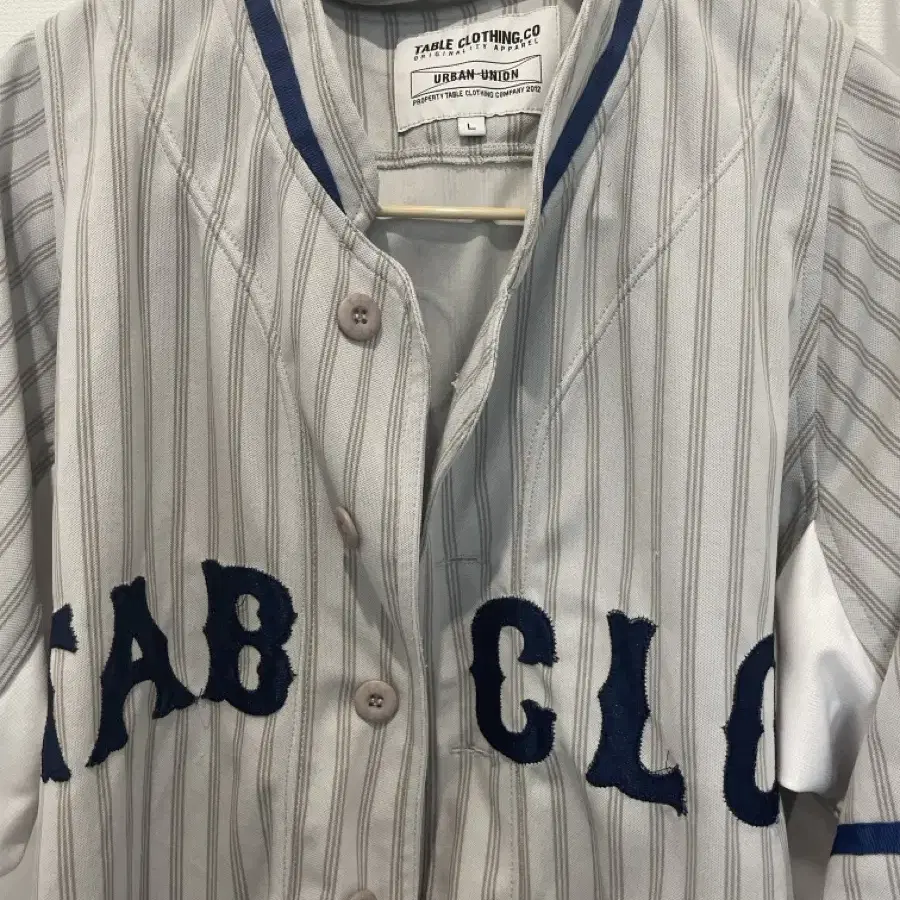 TABLE CLOTHING,CO
ORIGINALITY APPAREL
URBAN UNION
PROPERTY TABLE CLOTHING COMPANY 2012
L
TAB CLO